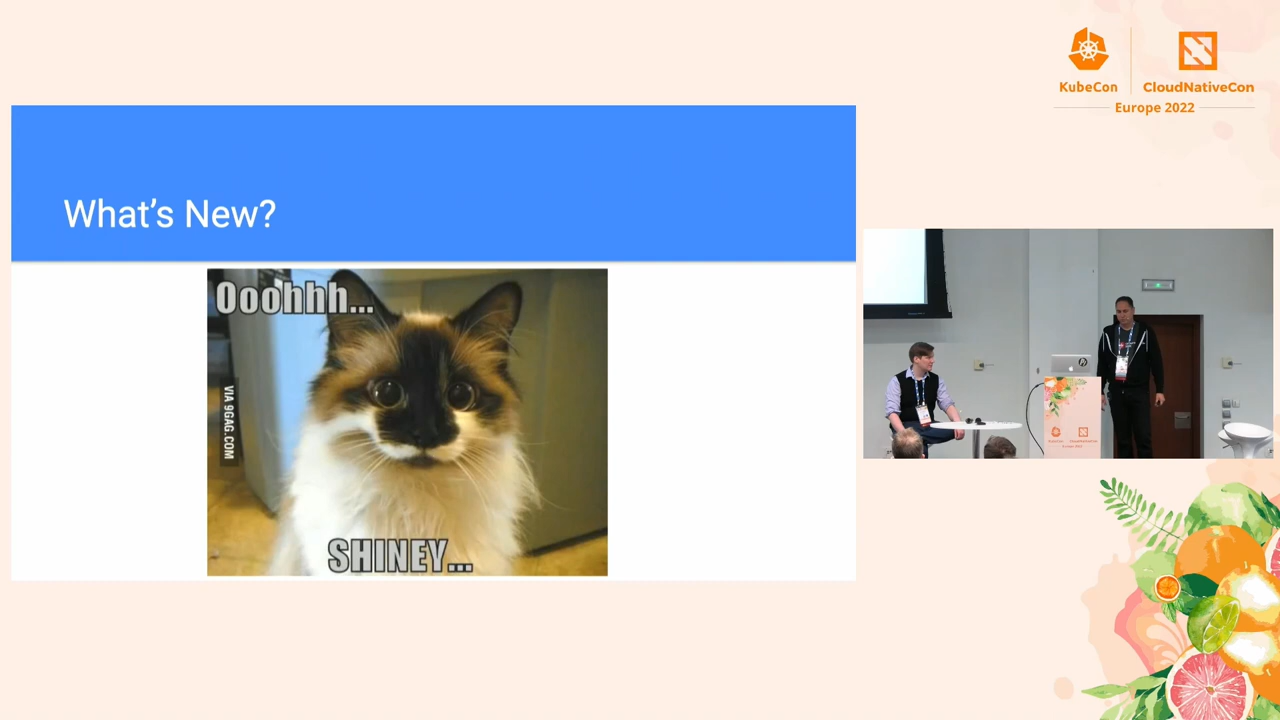 KubeCon
CloudNativeCon
Europe 2022
What's New?
Ooohhh...
VIA 9GAG.COM
SHINEY...